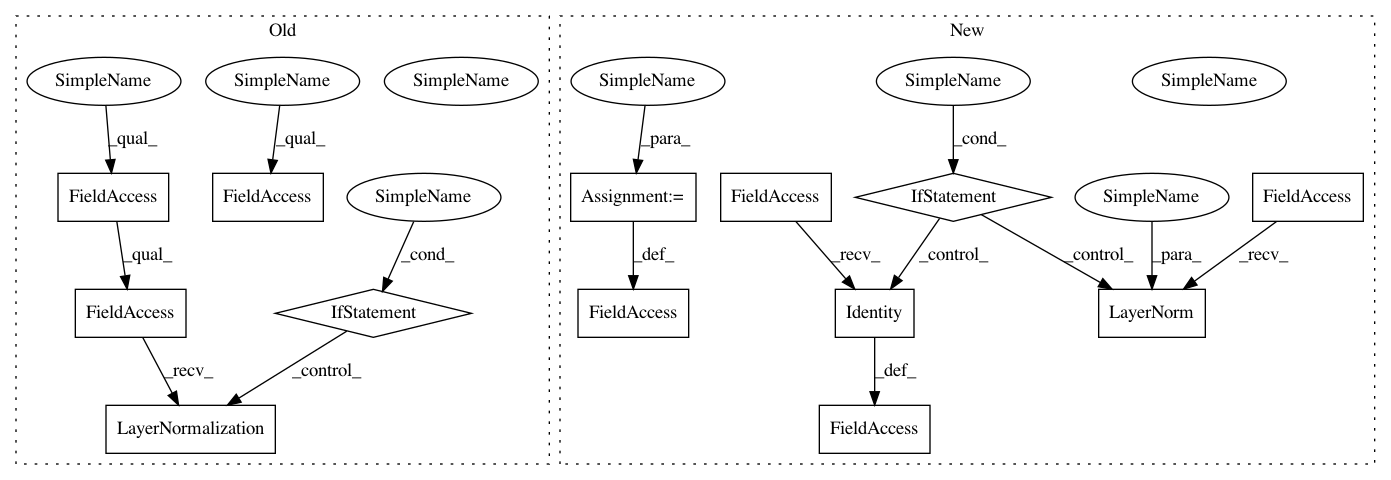 Old
New
SimpleName
SimpleName
SimpleName
SimpleName
SimpleName
SimpleName
_qual_
_qual_
_para_
_cond_
FieldAccess
FieldAccess
SimpleName
Assignment:=
FieldAccess
IfStatement
SimpleName
FieldAccess
_qual_
_cond_
_def_
_recv_
_control_
_control_
_para_
_recv_
FieldAccess
IfStatement
FieldAccess
Identity
LayerNorm
_recv_
_control_
_def_
LayerNormalization
FieldAccess